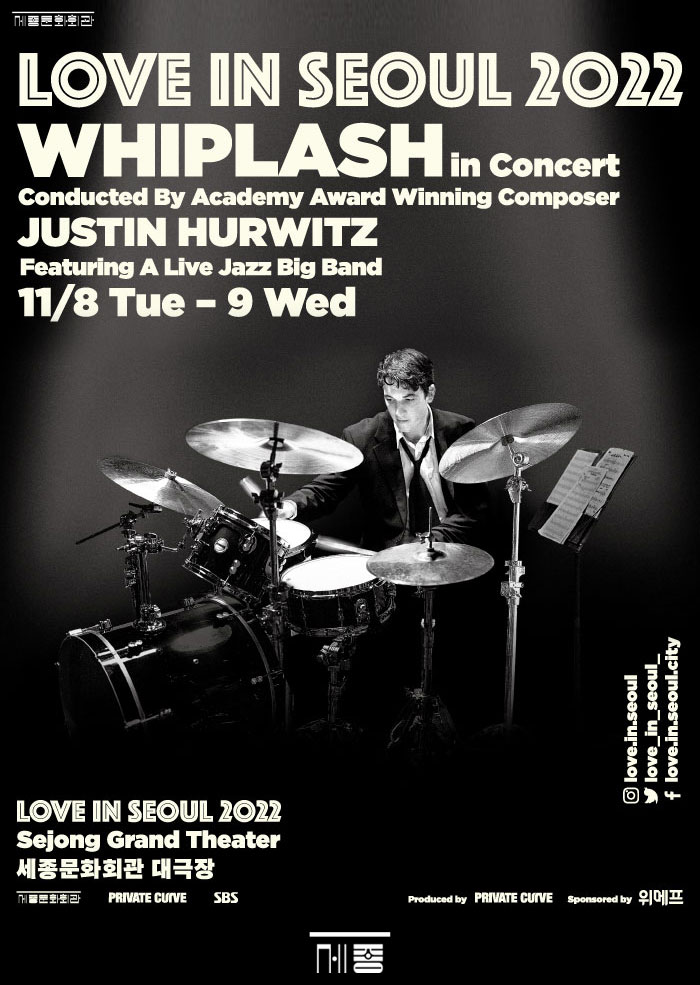 세종문화회관
LOVE IN SEOUL 2022
WHIPLASH in Concert
Conducted By Academy Award Winning Composer
JUSTIN HURWITZ
Featuring A Live Jazz Big Band
11/8 Tue – 9 Wed
love.in.seoul
love_in_seoul_
love.in.seoul.city
LOVE IN SEOUL 2022
Sejong Grand Theater
세종문화회관 대극장
세종문화회관 PRIVATE CURVE SBS
Produced by PRIVATE CURVE Sponsored by 위메프
세종